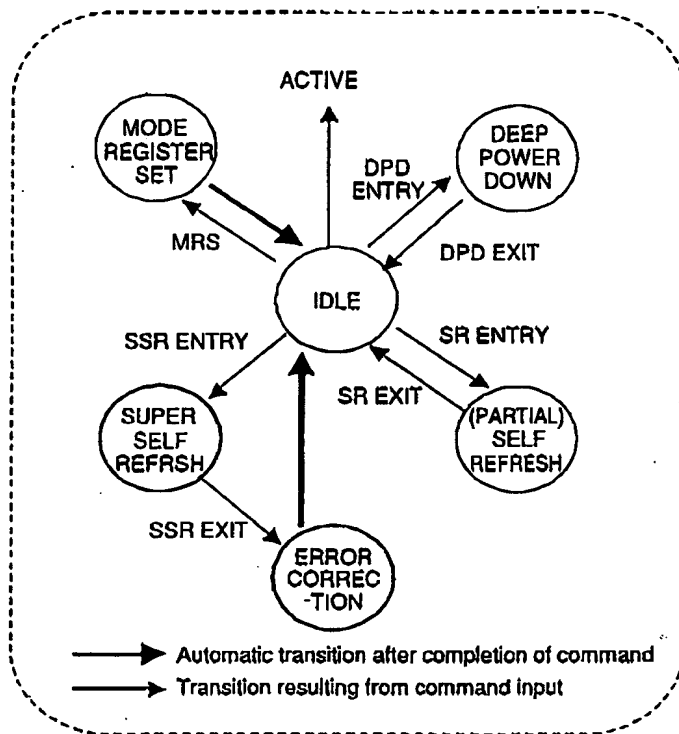 ACTIVE
MODE
REGISTER
SET
DEEP
POWER
DOWN
DPD
ENTRY
MRS
DPD EXIT
IDLE
SSR ENTRY
SR ENTRY
SR EXIT
SUPER
SELF
REFRSH
(PARTIAL)
SELF
REFRESH
SSR EXIT
ERROR
CORREC
-TION
Automatic transition after completion of command
Transition resulting from command input